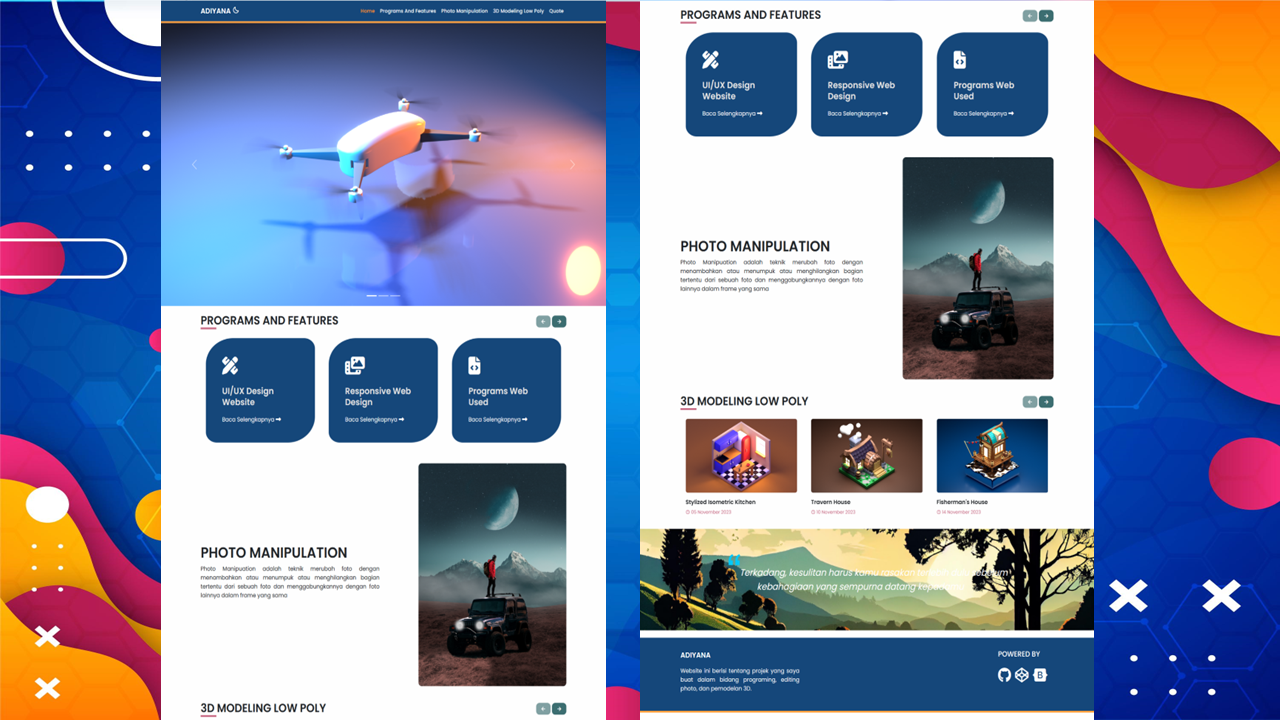 ADIYANA
Home Programs And Features Photo Manipulation 3D Modeling Low Poly Quote
PROGRAMS AND FEATURES
UI/UX Design
Website
Baca Selengkapnya
Responsive Web
Design
Baca Selengkapnya
Programs Web
Used
Baca Selengkapnya
PHOTO MANIPULATION
Photo Manipuation adalah teknik merubah foto dengan
menambahkan atau menumpuk atau menghilangkan bagian
tertentu dari sebuah foto dan menggabungkannya dengan foto
lainnya dalam frame yang sama
3D MODELING LOW POLY
PROGRAMS AND FEATURES
UI/UX Design
Website
Baca Selengkapnya
Responsive Web
Design
Baca Selengkapnya
Programs Web
Used
Baca Selengkapnya
PHOTO MANIPULATION
Photo Manipuation adalah teknik merubah foto dengan
menambahkan atau menumpuk atau menghilangkan bagian
tertentu dari sebuah foto dan menggabungkannya dengan foto
lainnya dalam frame yang sama
3D MODELING LOW POLY
Stylized Isometric Kitchen
November 2023
Travern House
November 2023
Fisherman's House
14 November 2023
Terkadang, kesulitan harus kamu rasakan
kebahagiaan yang sempurna datang
ADIYANA
Website ini berisi tentang projek yang saya
buat dalam bidang programing, editing
photo, dan pemodelan 3D.
POWERED BY